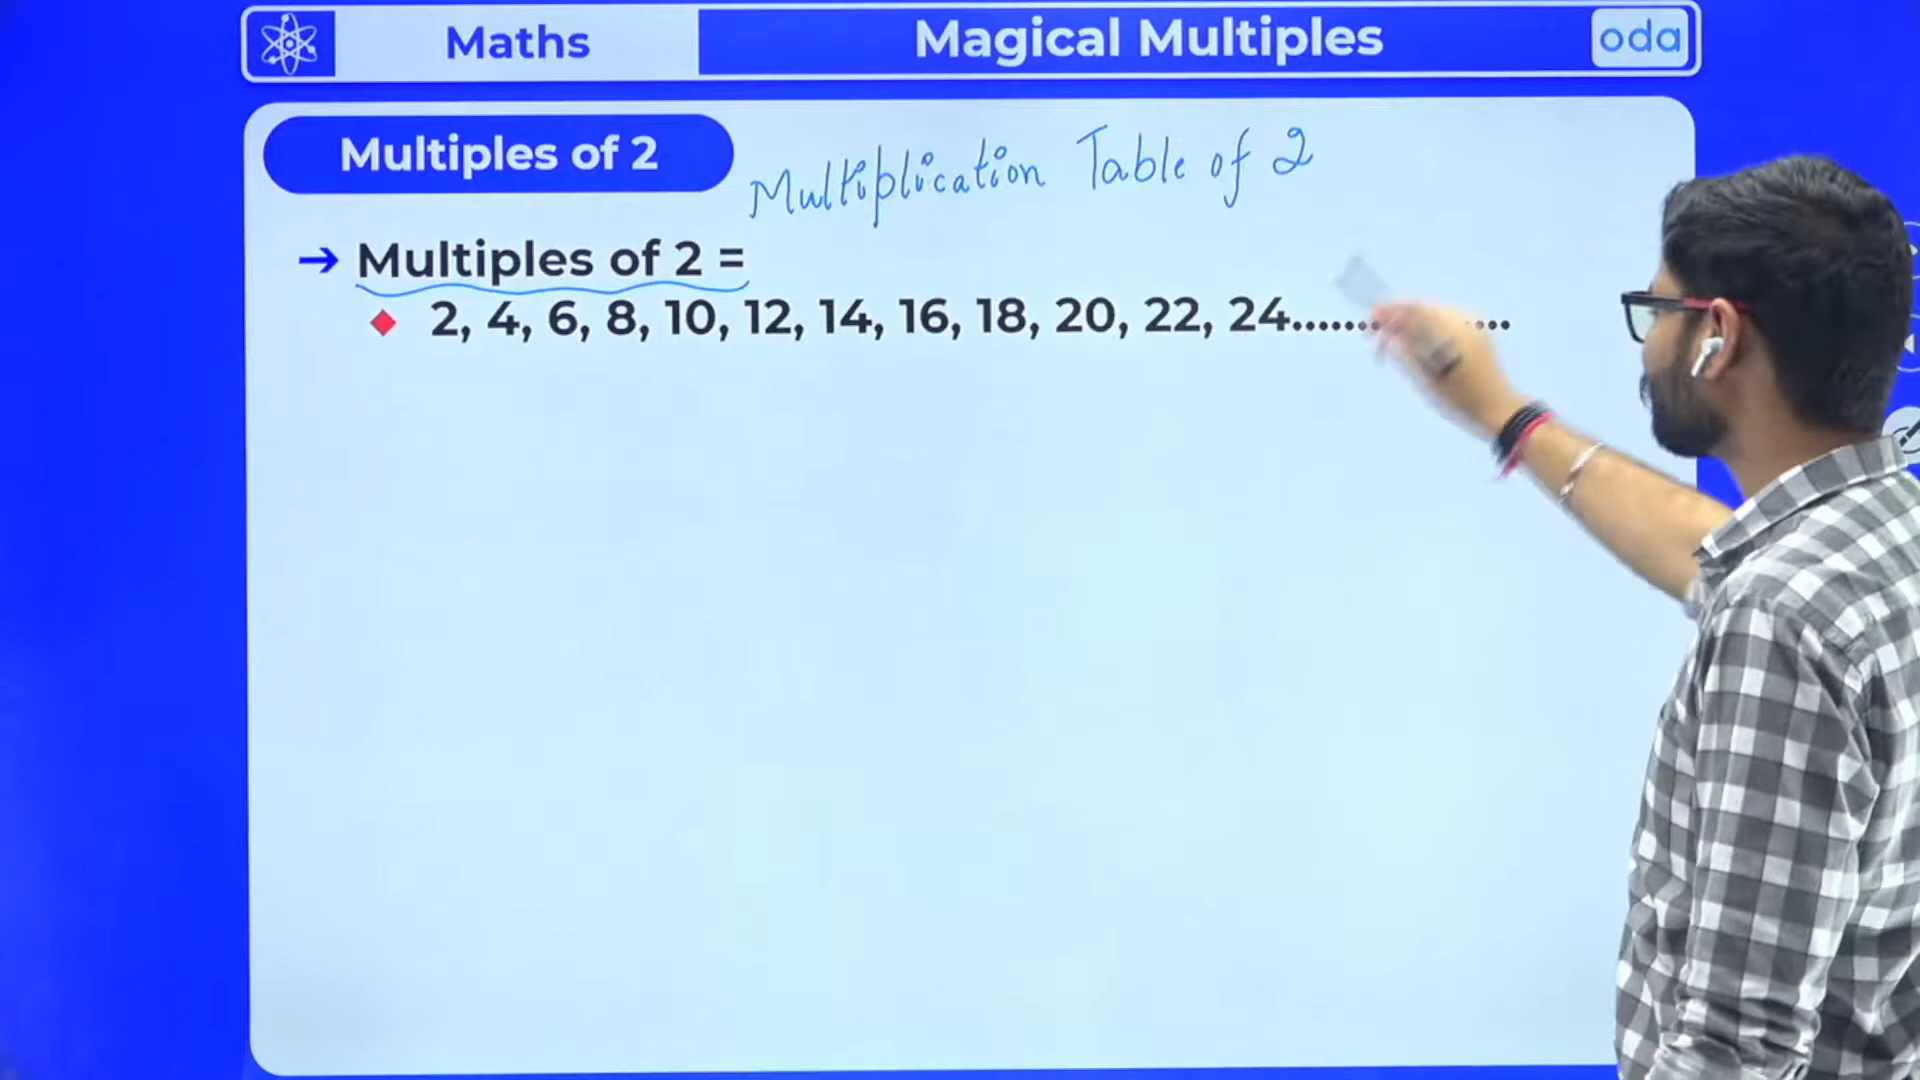 Maths
Magical Multiples
oda
Multiples of 2
Multiplication Table of 2
→ Multiples of 2 =
2, 4, 6, 8, 10, 12, 14, 16, 18, 20, 22, 24..................